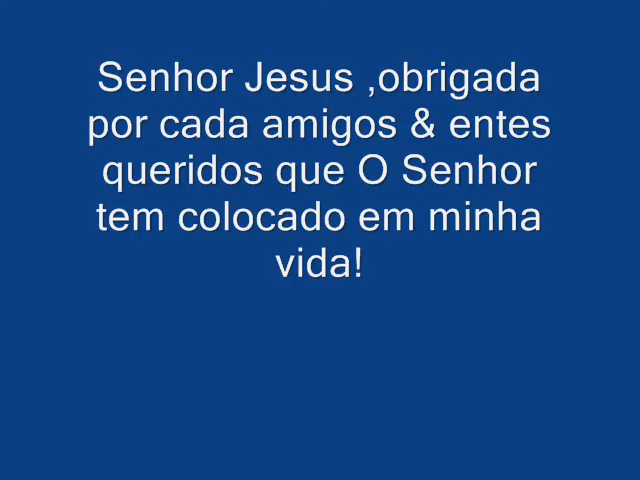 Senhor Jesus ,obrigada
por cada amigos & entes
queridos que O Senhor
tem colocado em minha
vida!